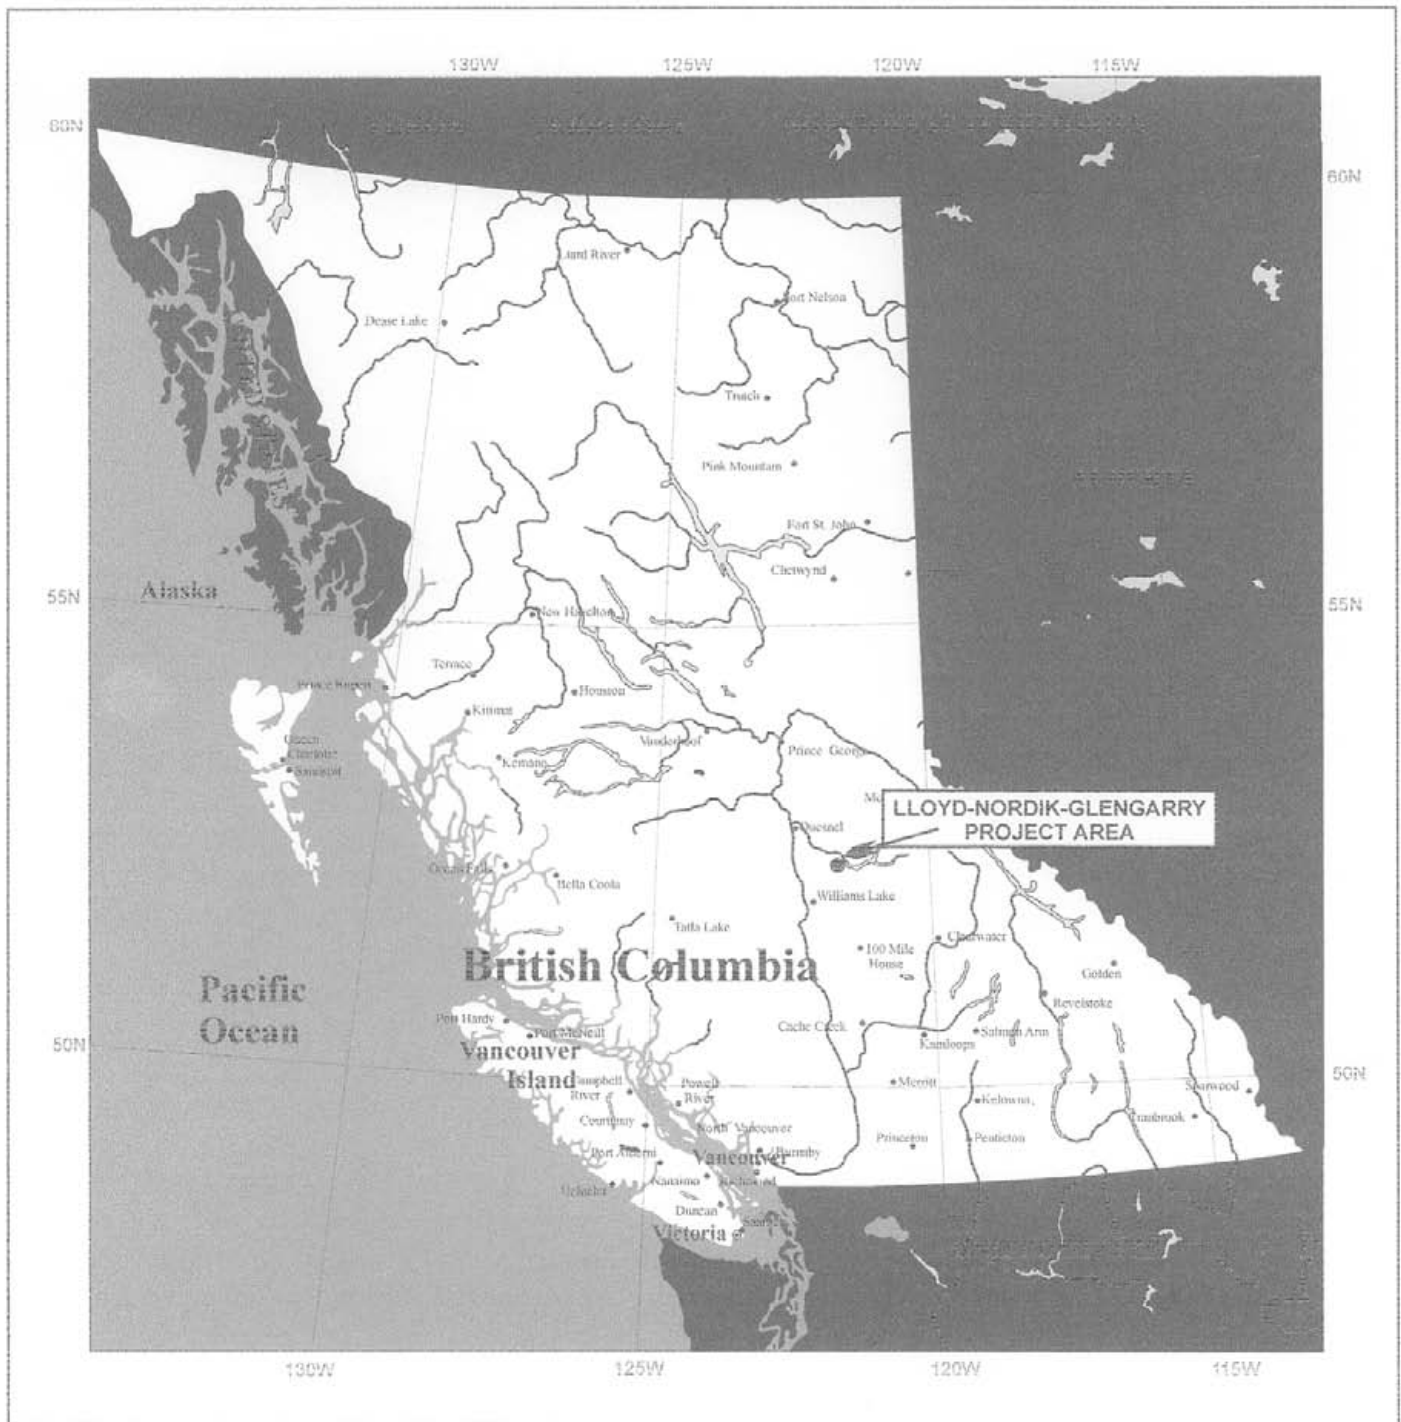 130W
125W
120W
115W
60N
60N
Liard River
Fort Nelson
Dease Lake
Trutch
Pink Mountain
Fort St. John
Chetwynd
Alaska
55N
55N
New Hazelton
Terrace
Prince Rupert
Houston
Kitimat
Queen
Charlotte
Sandspit
Vanderhoof
Prince George
Kemano
LLOYD-NORDIK-GLENGARRY
PROJECT AREA
Quesnel
Ocean Falls
Bella Coola
Williams Lake
Tatla Lake
Clearwater
100 Mile
House
British Columbia
Golden
Pacific
Ocean
Revelstoke
Port Hardy
Port McNeill
Cache Creek
Salmon Arm
Kamloops
50N
50N
Vancouver
Island
Campbell
River
Powell
River
Merritt
Sparwood
Kelowna
Courtenay
Cranbrook
North Vancouver
Princeton
Penticton
Port Alberni
Vancouver
Burnaby
Ucluelet
Nanaimo
Richmond
Duncan
Victoria
130W
125W
120W
115W